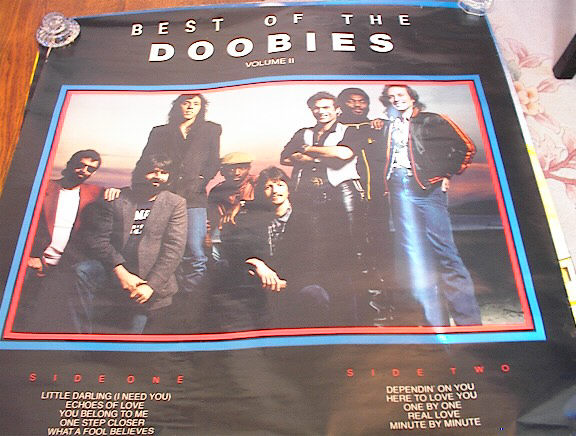 BEST OF THE
DOOBIES
VOLUME II
SIDE ONE
LITTLE DARLING (I NEED YOU)
ECHOES OF LOVE
YOU BELONG TO ME
ONE STEP CLOSER
WHAT A FOOL BELIEVES
SIDE TWO
DEPENDIN' ON YOU
HERE TO LOVE YOU
ONE BY ONE
REAL LOVE
MINUTE BY MINUTE